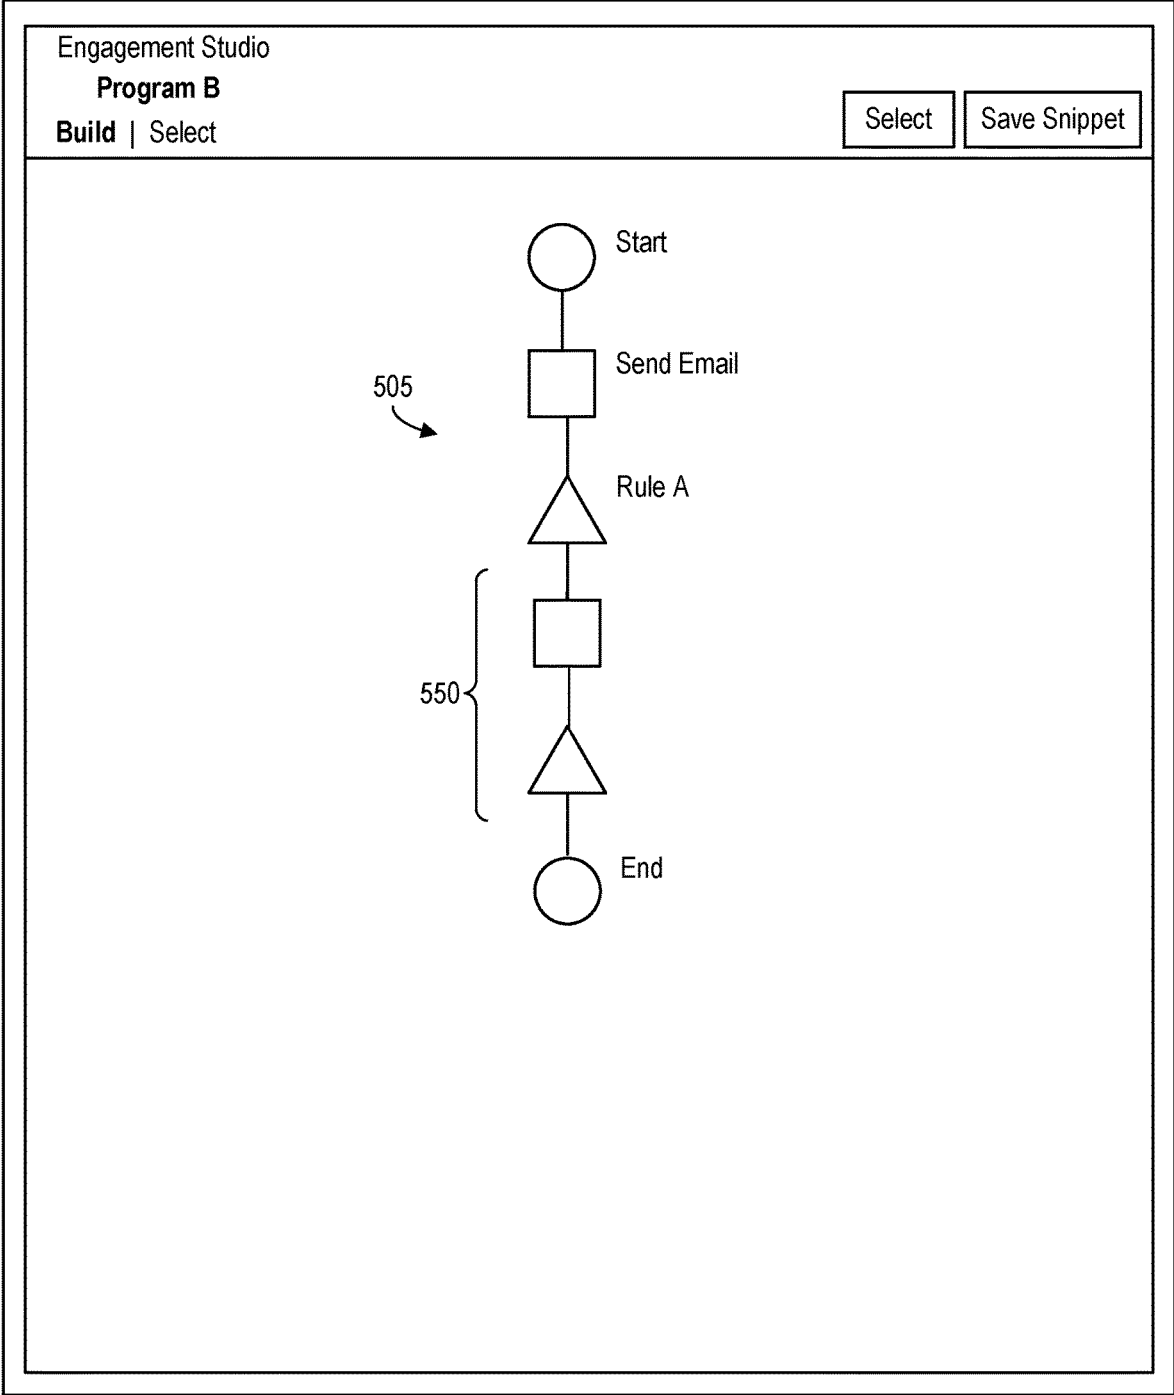 Engagement Studio
Program B
Build | Select
Select
Save Snippet
Start
Send Email
505
Rule A
550
End